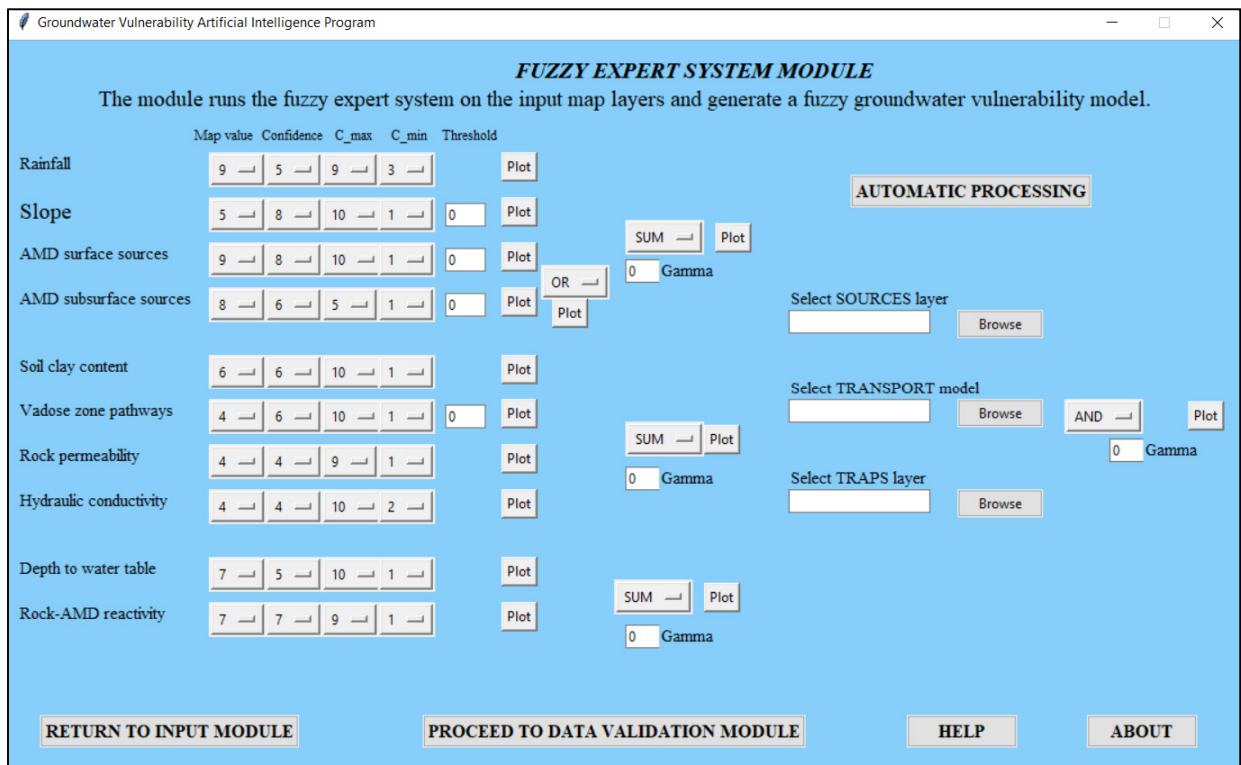 Groundwater Vulnerability Artificial Intelligence Program
FUZZY EXPERT SYSTEM MODULE
The module runs the fuzzy expert system on the input map layers and generate a fuzzy groundwater vulnerability model.
Map value Confidence C_max C_min Threshold
Rainfall 9 5 9 3 Plot
AUTOMATIC PROCESSING
Slope 5 8 10 1 0 Plot
SUM Plot
AMD surface sources 9 8 10 1 0 Plot
0 Gamma
OR
AMD subsurface sources 8 6 5 1 0 Plot
Plot
Select SOURCES layer
Browse
Soil clay content 6 6 10 1 Plot
Select TRANSPORT model
Vadose zone pathways 4 6 10 1 0 Plot
Browse AND Plot
SUM Plot
0 Gamma
Rock permeability 4 4 9 1 Plot
0 Gamma
Select TRAPS layer
Hydraulic conductivity 4 4 10 2 Plot
Browse
Depth to water table 7 5 10 1 Plot
SUM Plot
Rock-AMD reactivity 7 7 9 1 Plot
0 Gamma
RETURN TO INPUT MODULE PROCEED TO DATA VALIDATION MODULE HELP ABOUT